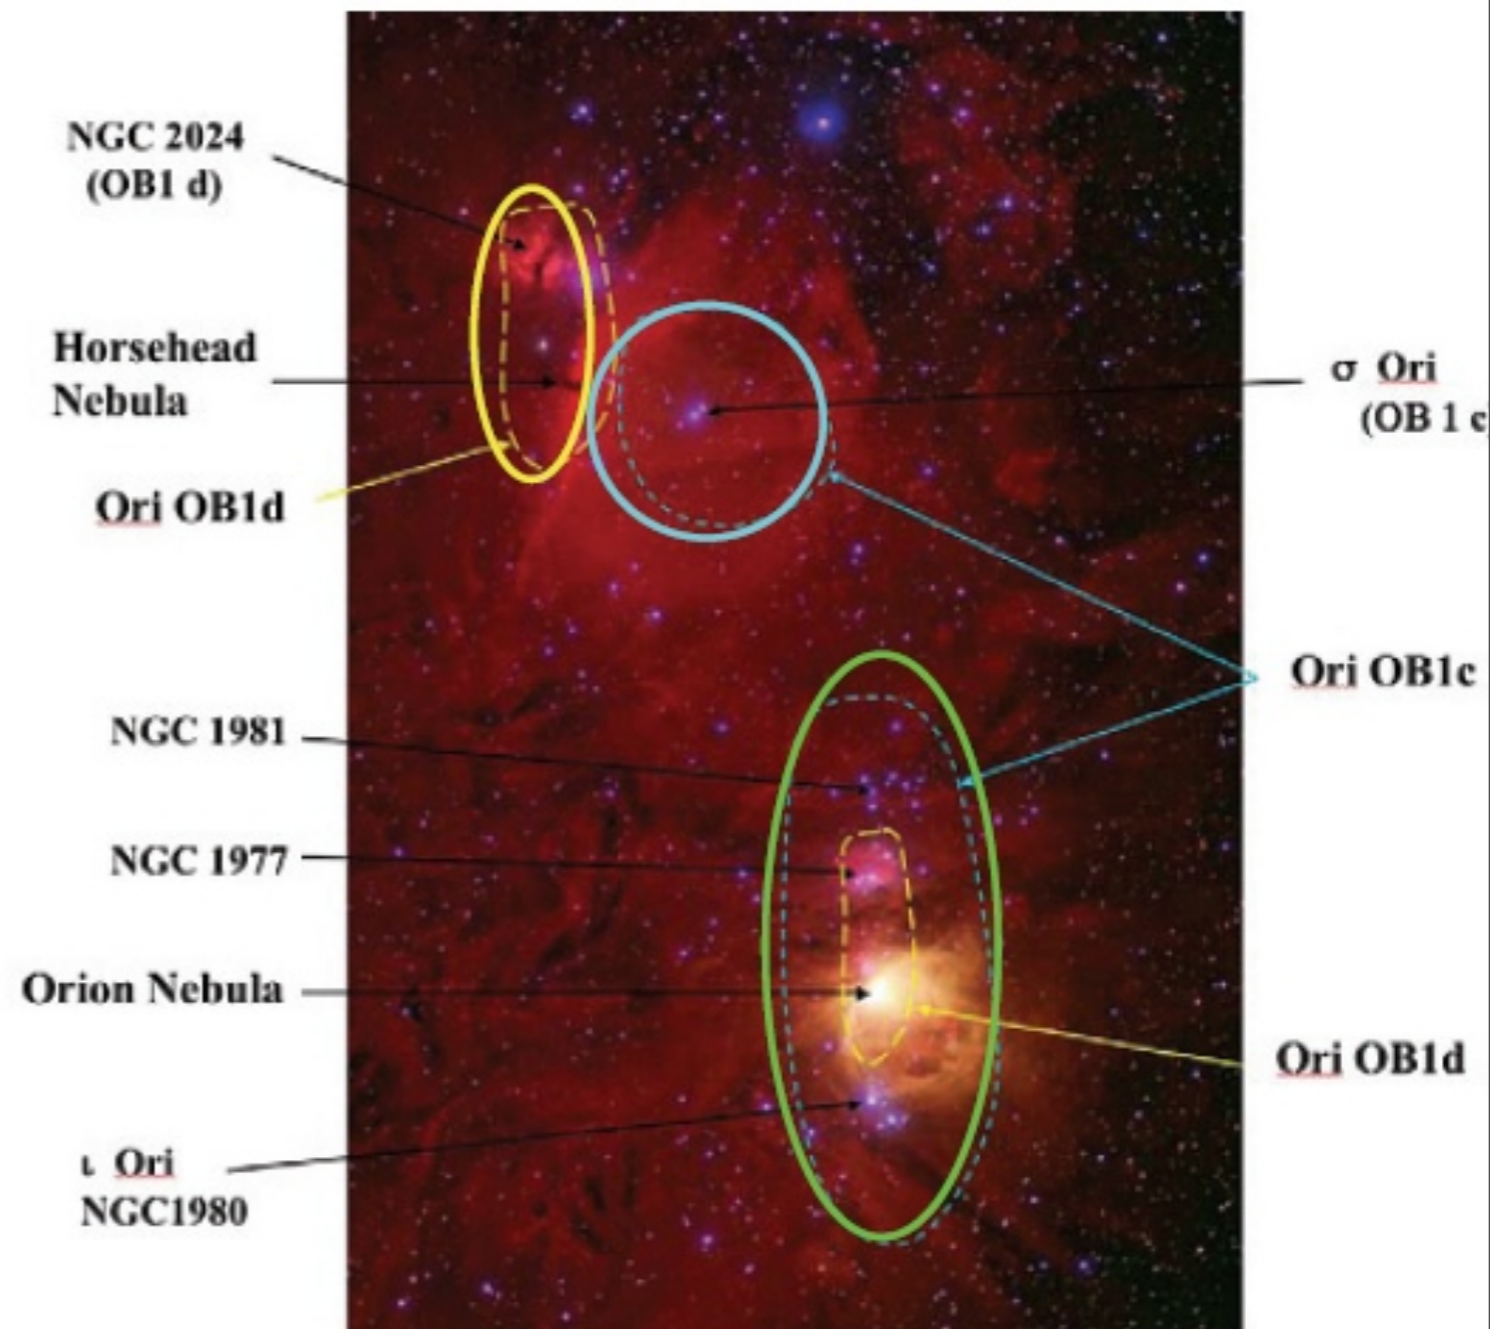 NGC 2024
(OB1 d)
Horsehead
Nebula
Ori OB1d
σ Ori
(OB 1 c
Ori OB1c
NGC 1981
NGC 1977
Orion Nebula
Ori OB1d
ι Ori
NGC1980